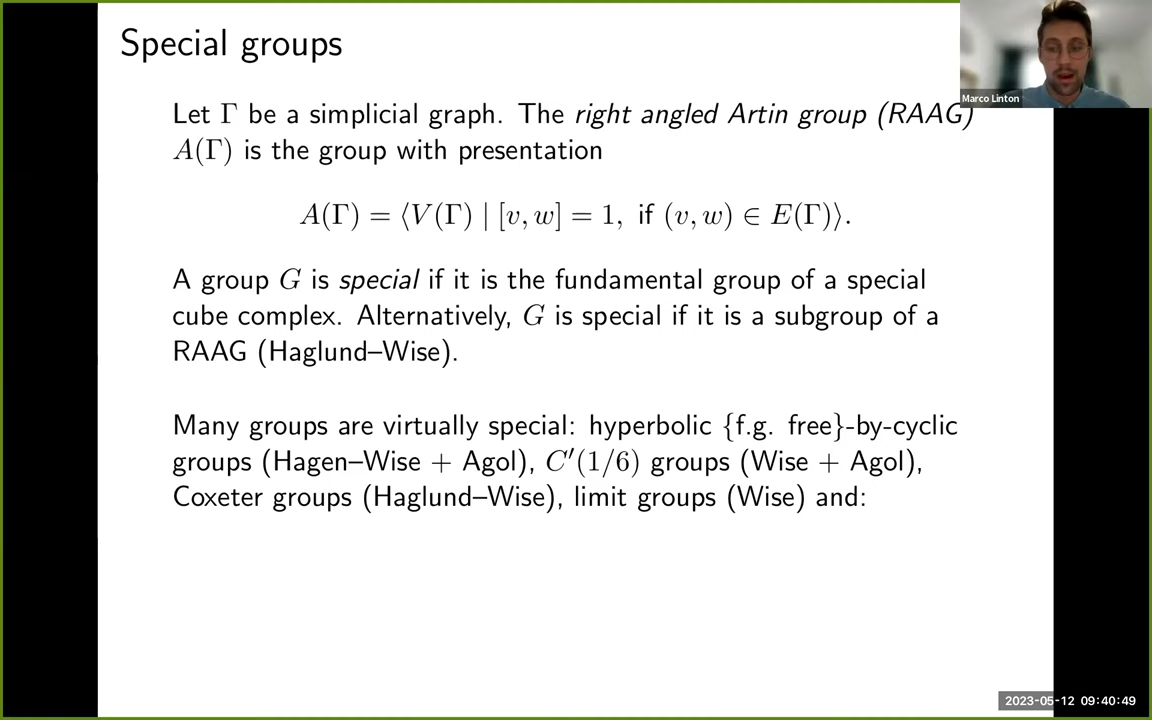 Special groups
Marco Linton
Let Γ be a simplicial graph. The right angled Artin group (RAAG)
A(Γ) is the group with presentation
A(Γ) = ⟨V(Γ) | [v, w] = 1, if (v, w) ∈ E(Γ)⟩.
A group G is special if it is the fundamental group of a special
cube complex. Alternatively, G is special if it is a subgroup of a
RAAG (Haglund–Wise).
Many groups are virtually special: hyperbolic {f.g. free}-by-cyclic
groups (Hagen–Wise + Agol), C′(1/6) groups (Wise + Agol),
Coxeter groups (Haglund–Wise), limit groups (Wise) and:
2023-05-12 09:40:49